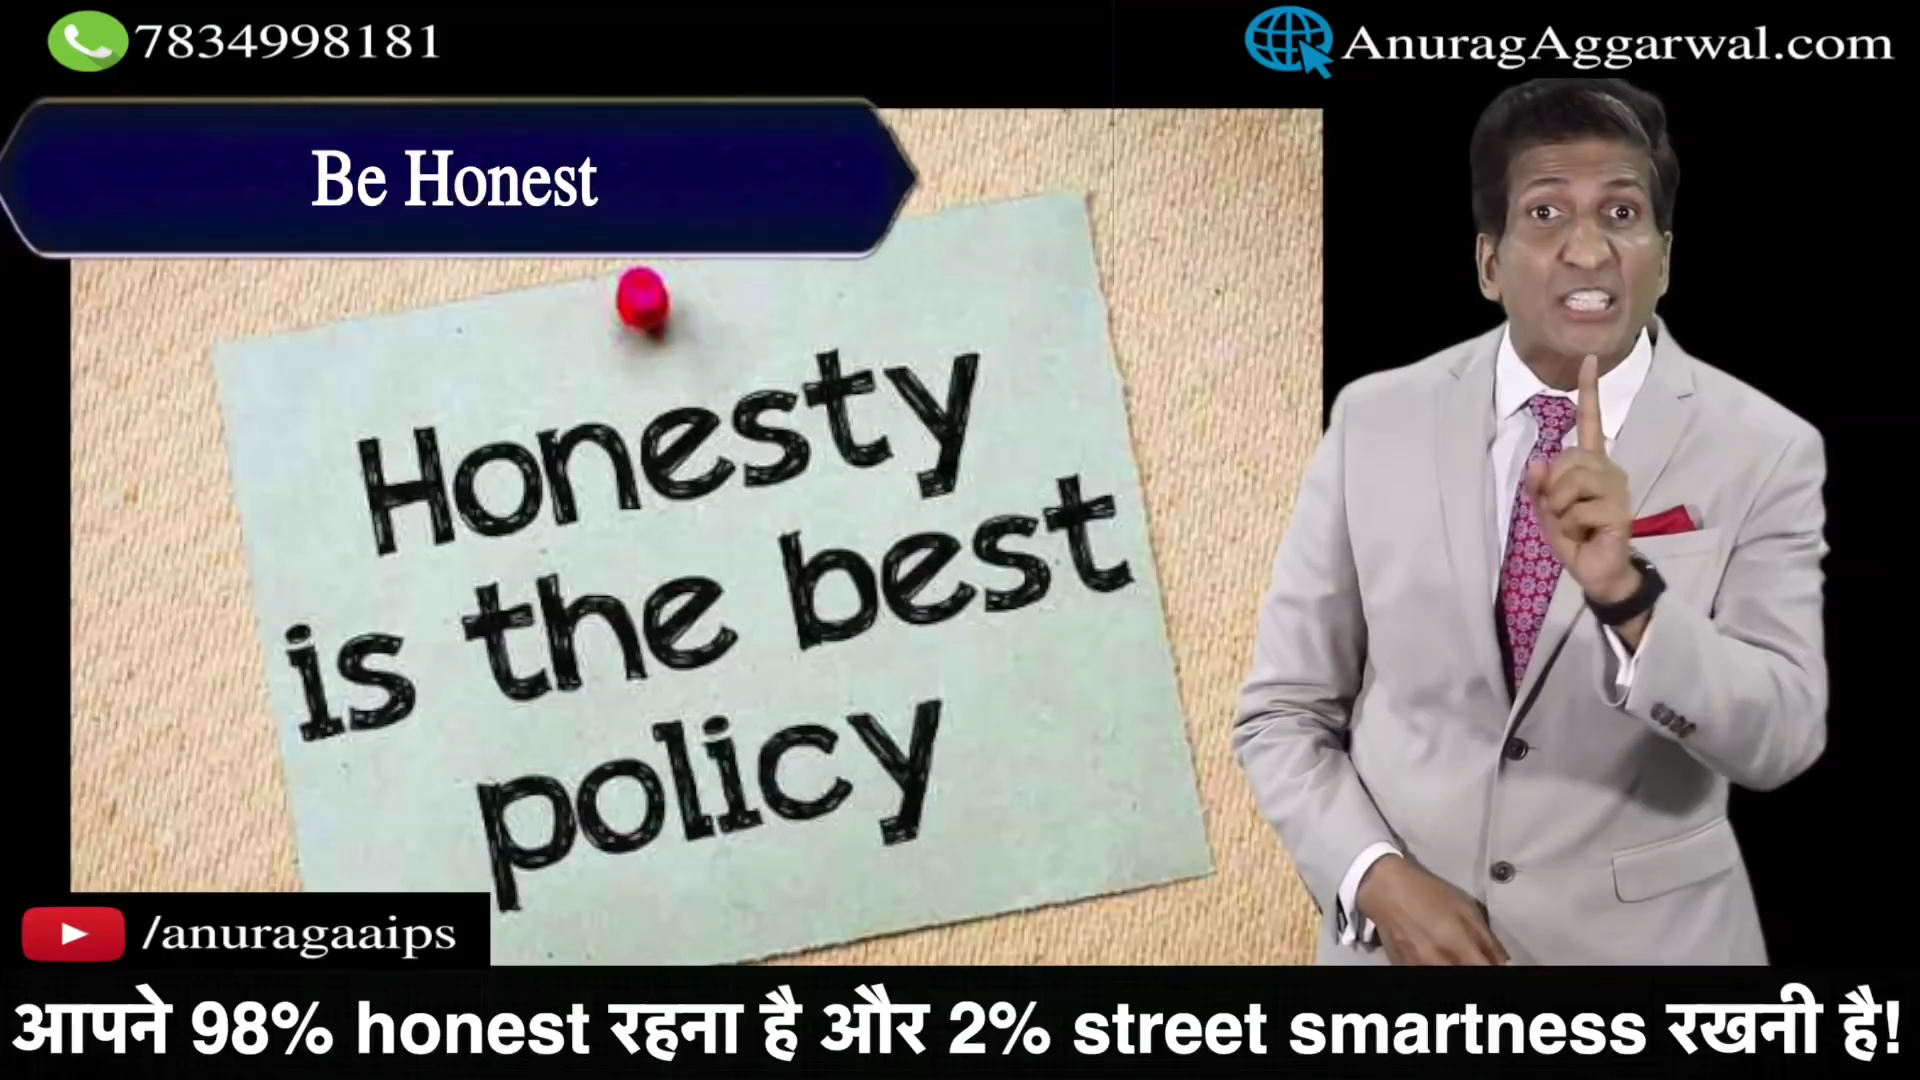 7834998181
AnuragAggarwal.com
Be Honest
Honesty
is the best
policy
/anuragaaips
आपने 98% honest रहना है और 2% street smartness रखनी है!